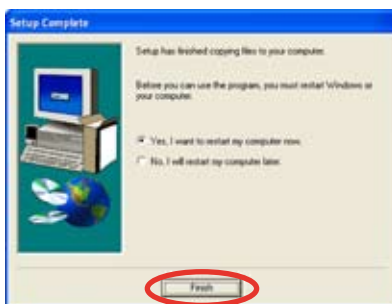 Setup Complete
Setup has finished copying files to your computer.
Before you can use the program, you must restart Windows or
your computer.
Yes, I want to restart my computer now.
No, I will restart my computer later.
Finish